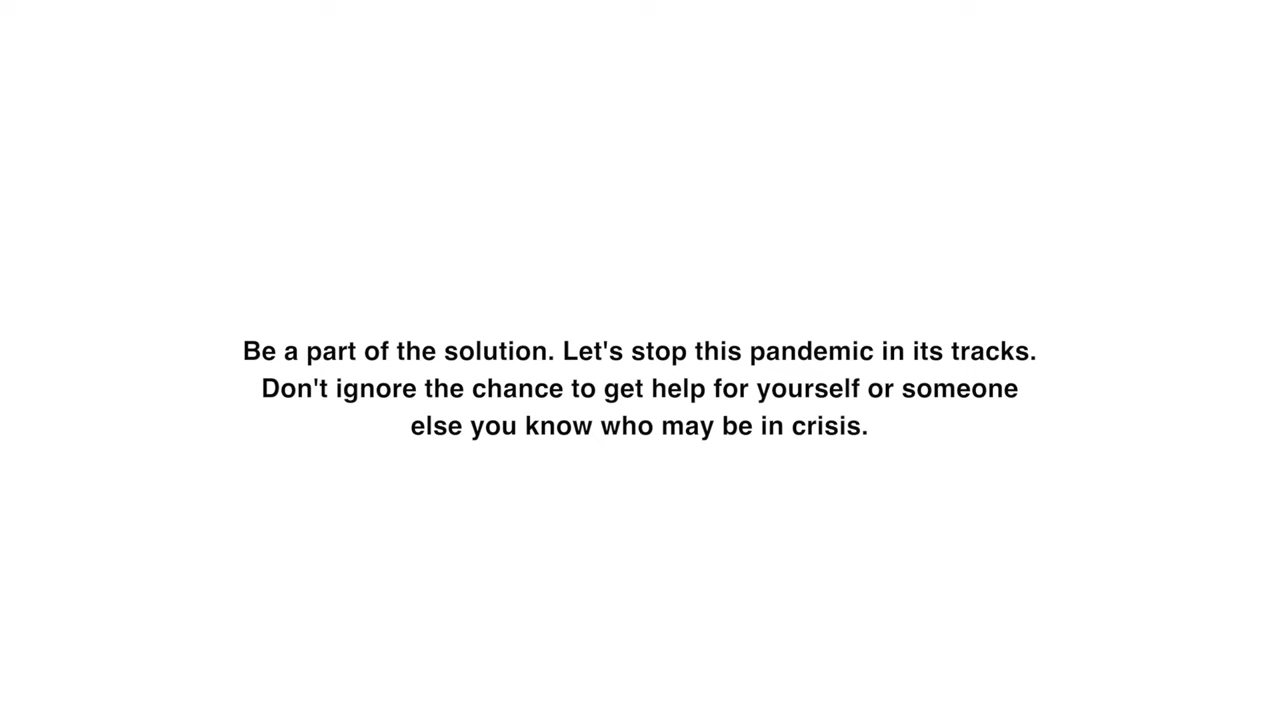 Be a part of the solution. Let's stop this pandemic in its tracks.
Don't ignore the chance to get help for yourself or someone
else you know who may be in crisis.